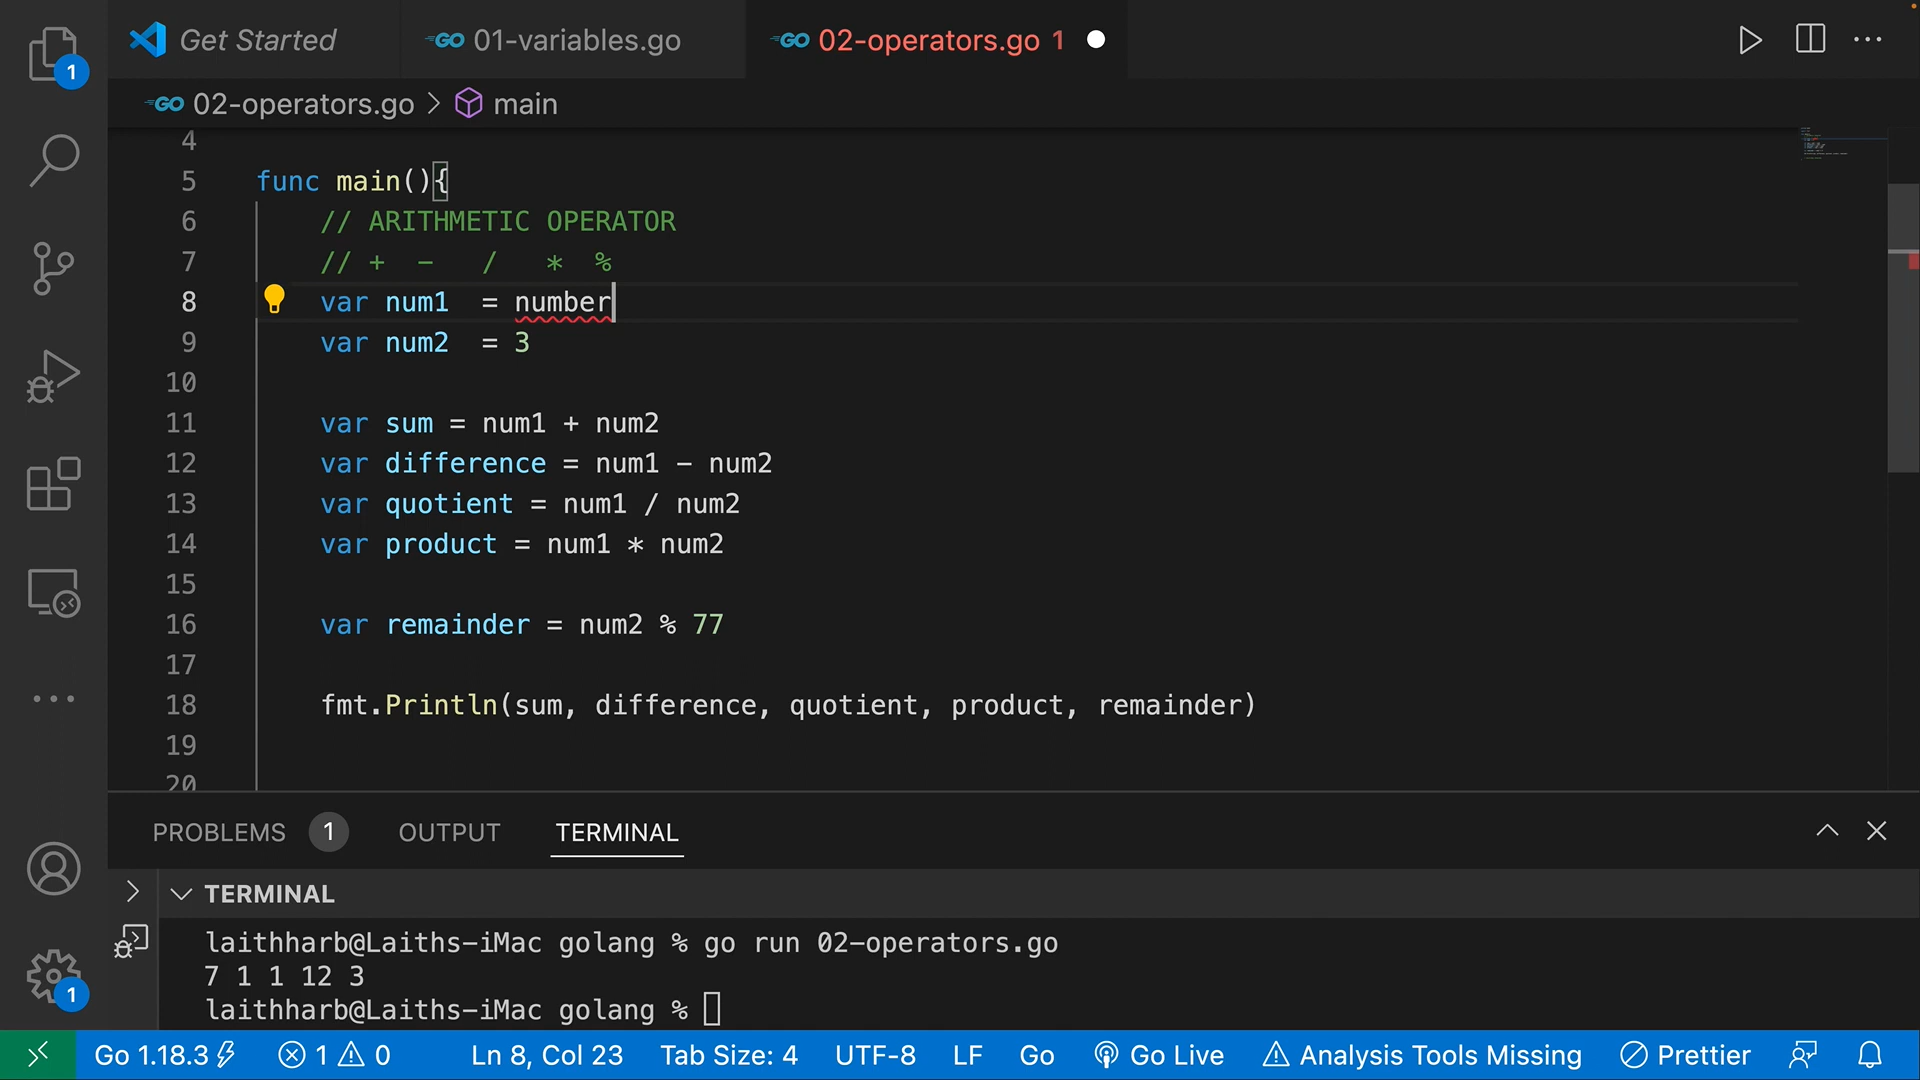 1
Get Started
GO 01-variables.go
GO 02-operators.go 1
GO 02-operators.go > main
4
5 func main(){
6 // ARITHMETIC OPERATOR
7 // + - / * %
8 var num1 = number
9 var num2 = 3
10
11 var sum = num1 + num2
12 var difference = num1 - num2
13 var quotient = num1 / num2
14 var product = num1 * num2
15
16 var remainder = num2 % 77
17
18 fmt.Println(sum, difference, quotient, product, remainder)
19
20
PROBLEMS 1 OUTPUT TERMINAL
TERMINAL
laithharb@Laiths-iMac golang % go run 02-operators.go
7 1 1 12 3
laithharb@Laiths-iMac golang %
1
Go 1.18.3 1 0 Ln 8, Col 23 Tab Size: 4 UTF-8 LF Go Go Live Analysis Tools Missing Prettier